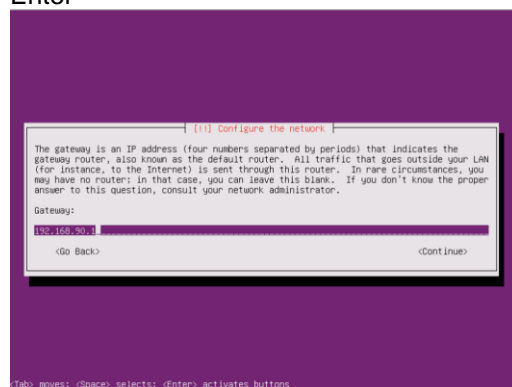 Enter
[!!] Configure the network
The gateway is an IP address (four numbers separated by periods) that indicates the
gateway router, also known as the default router.  All traffic that goes outside your LAN
(for instance, to the Internet) is sent through this router.  In rare circumstances, you
may have no router; in that case, you can leave this blank.  If you don't know the proper
answer to this question, consult your network administrator.
Gateway:
192.168.90.1
<Go Back> <Continue>
<Tab> moves; <Space> selects; <Enter> activates buttons